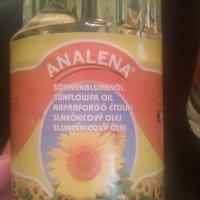 ANALENA®
SONNENBLUMENÖL
SUNFLOWER OIL
NAPRAFORGÓ ÉTOLAJ
SLNEČNICOVÝ OLEJ
SLUNEČNICOVÝ OLEJ